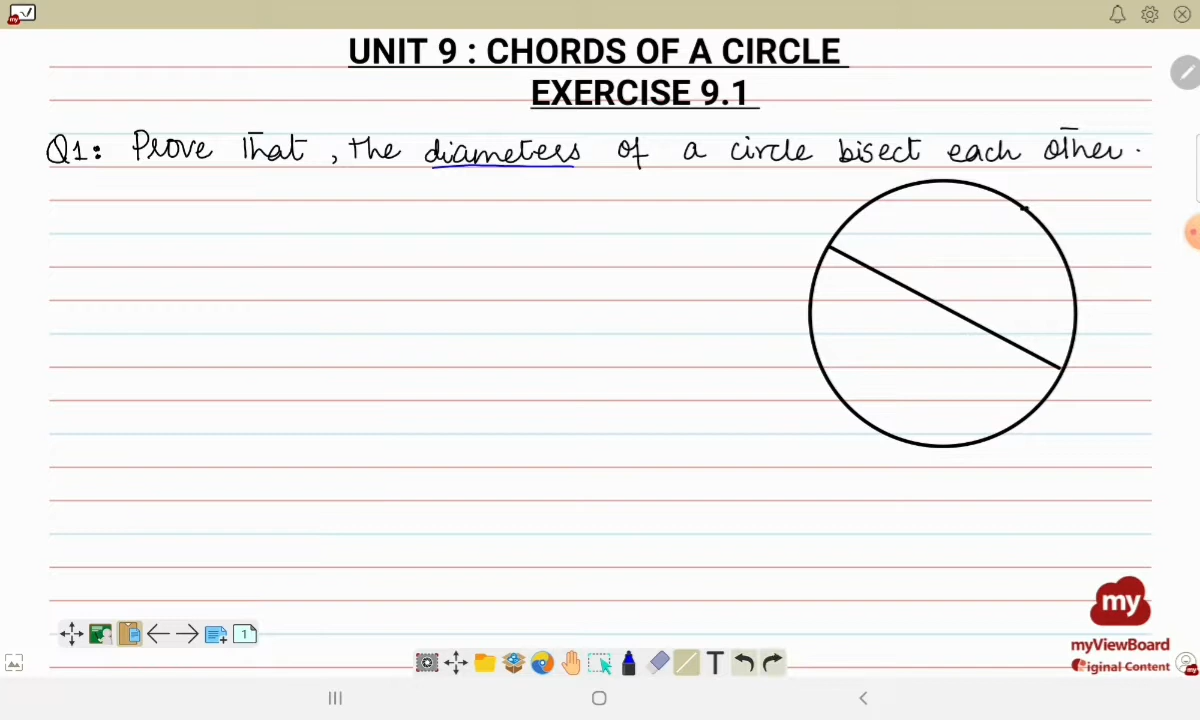 UNIT 9 : CHORDS OF A CIRCLE
EXERCISE 9.1
Q1: Prove that , the diameters of a circle bisect each other.
1
T
my
myViewBoard
Original Content